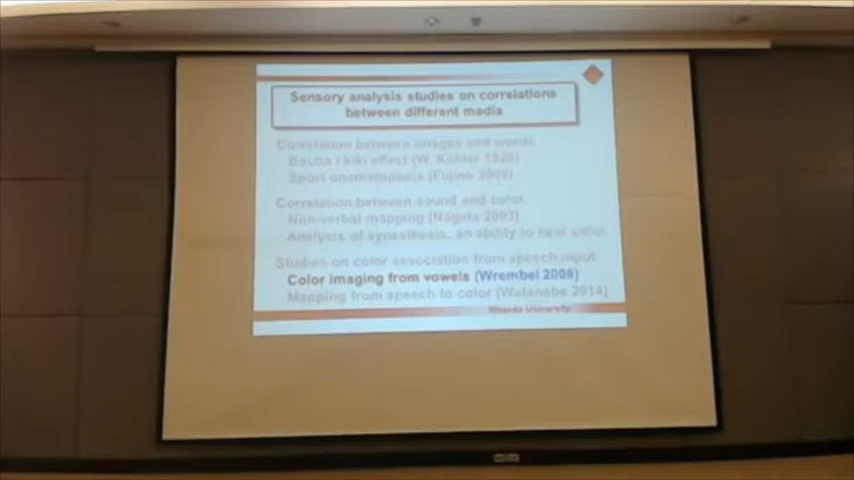 Sensory analysis studies on correlations
between different media
Correlation between images and words
Bouba / kiki effect (W. Köhler 1929)
Sport onomatopoeia (Fujino 2008)
Correlation between sound and color
Non-verbal mapping (Nagata 2003)
Analysis of synesthesia, an ability to hear color
Studies on color association from speech input
Color imaging from vowels (Wrembel 2008)
Mapping from speech to color (Watanabe 2014)
University